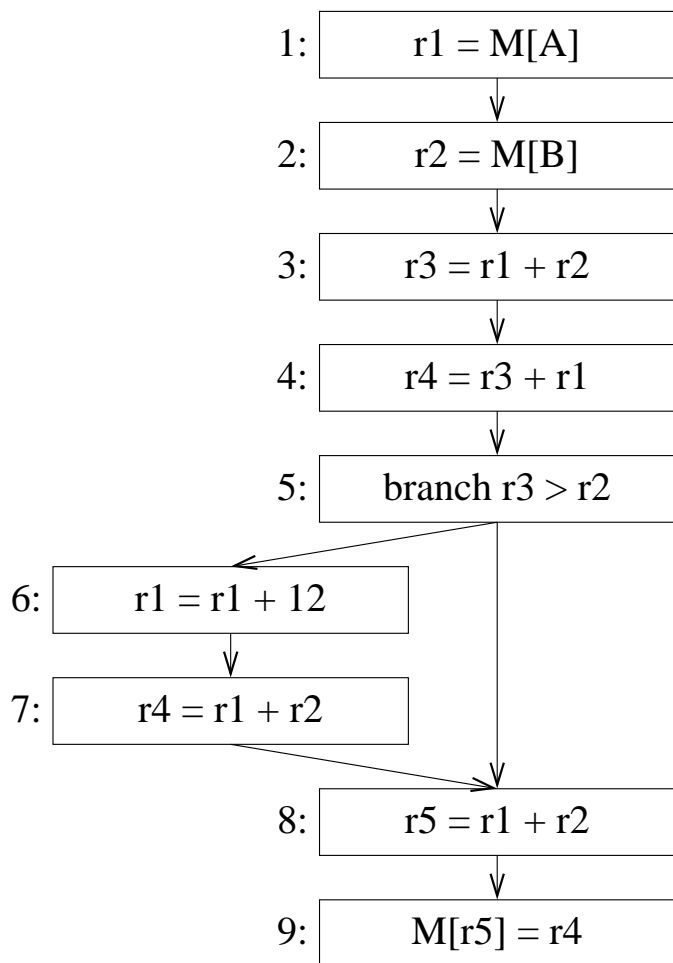 1: r1 = M[A]
2: r2 = M[B]
3: r3 = r1 + r2
4: r4 = r3 + r1
5: branch r3 > r2
6: r1 = r1 + 12
7: r4 = r1 + r2
8: r5 = r1 + r2
9: M[r5] = r4